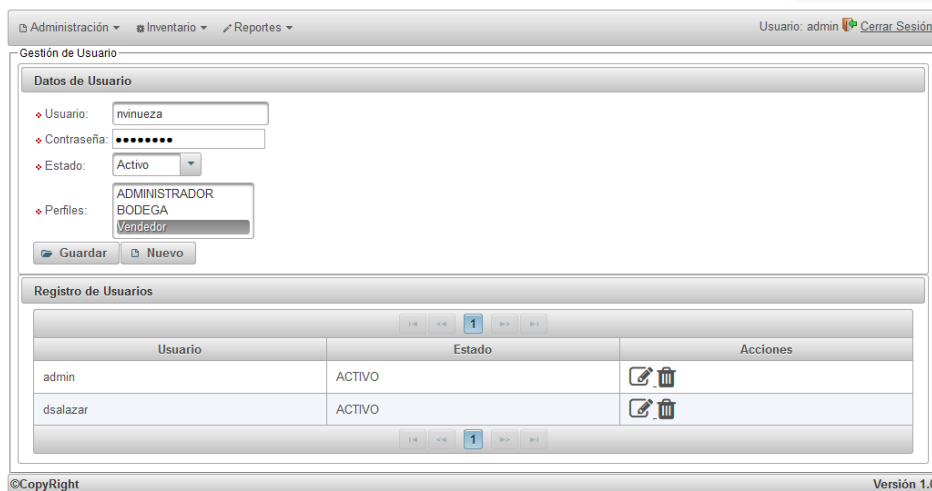 Administración Inventario Reportes Usuario: admin Cerrar Sesión
Gestión de Usuario
Datos de Usuario
Usuario: nvinueza
Contraseña: ••••••••
Estado: Activo
Perfiles: ADMINISTRADOR
BODEGA
Vendedor
Guardar Nuevo
Registro de Usuarios
1
Usuario Estado Acciones
admin ACTIVO
dsalazar ACTIVO
1
©CopyRight Versión 1.0